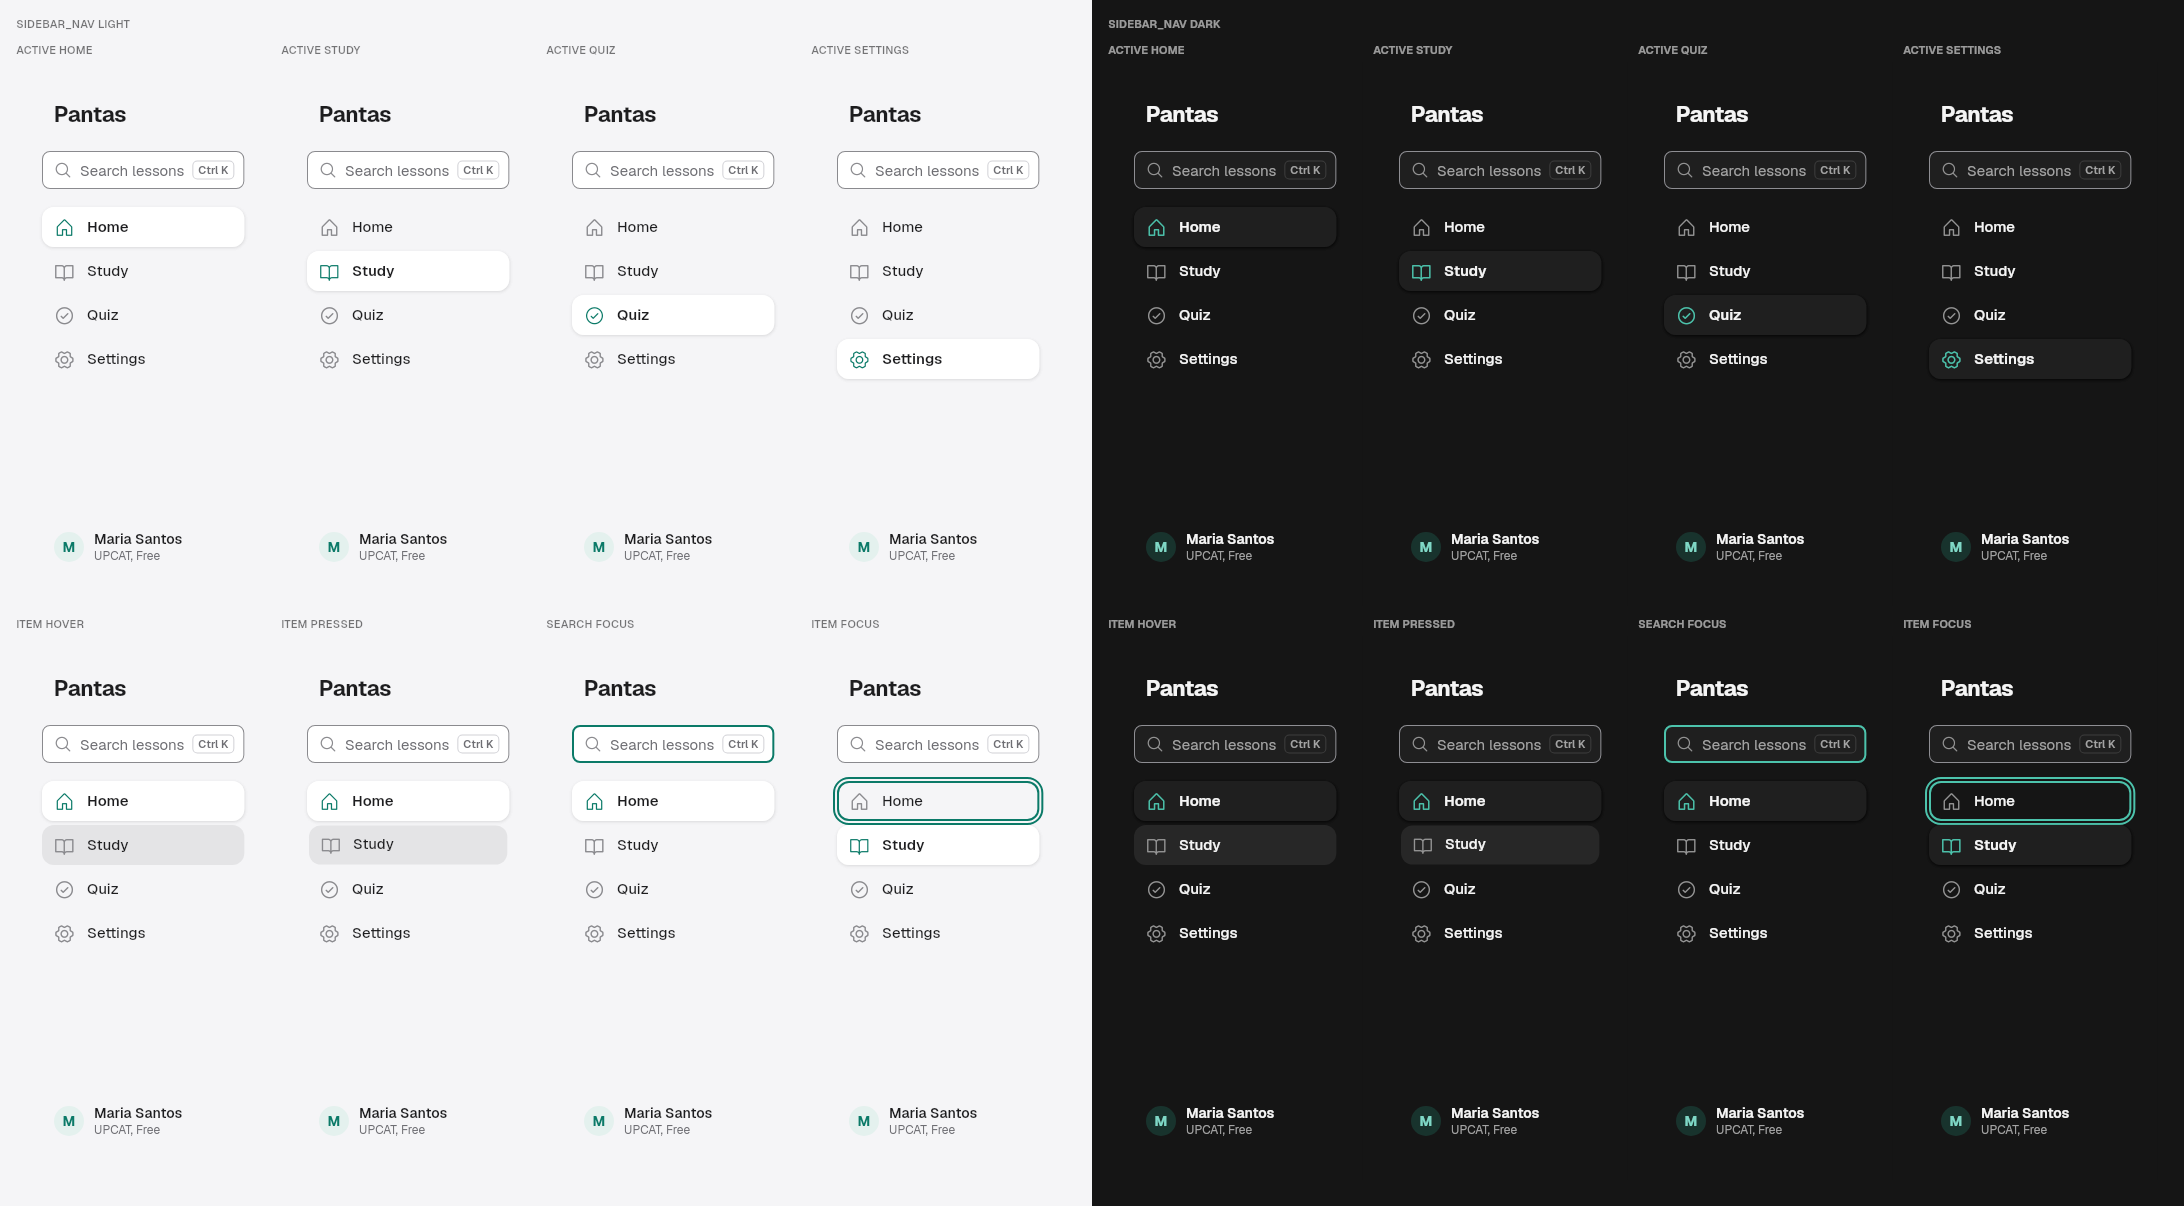 SIDEBAR_NAV LIGHT
ACTIVE HOME
ACTIVE STUDY
ACTIVE QUIZ
ACTIVE SETTINGS
Pantas
Search lessons Ctrl K
Home
Study
Quiz
Settings
M
Maria Santos
UPCAT, Free
Pantas
Search lessons Ctrl K
Home
Study
Quiz
Settings
M
Maria Santos
UPCAT, Free
Pantas
Search lessons Ctrl K
Home
Study
Quiz
Settings
M
Maria Santos
UPCAT, Free
Pantas
Search lessons Ctrl K
Home
Study
Quiz
Settings
M
Maria Santos
UPCAT, Free
ITEM HOVER
ITEM PRESSED
SEARCH FOCUS
ITEM FOCUS
Pantas
Search lessons Ctrl K
Home
Study
Quiz
Settings
M
Maria Santos
UPCAT, Free
Pantas
Search lessons Ctrl K
Home
Study
Quiz
Settings
M
Maria Santos
UPCAT, Free
Pantas
Search lessons Ctrl K
Home
Study
Quiz
Settings
M
Maria Santos
UPCAT, Free
Pantas
Search lessons Ctrl K
Home
Study
Quiz
Settings
M
Maria Santos
UPCAT, Free
SIDEBAR_NAV DARK
ACTIVE HOME
ACTIVE STUDY
ACTIVE QUIZ
ACTIVE SETTINGS
Pantas
Search lessons Ctrl K
Home
Study
Quiz
Settings
M
Maria Santos
UPCAT, Free
Pantas
Search lessons Ctrl K
Home
Study
Quiz
Settings
M
Maria Santos
UPCAT, Free
Pantas
Search lessons Ctrl K
Home
Study
Quiz
Settings
M
Maria Santos
UPCAT, Free
Pantas
Search lessons Ctrl K
Home
Study
Quiz
Settings
M
Maria Santos
UPCAT, Free
ITEM HOVER
ITEM PRESSED
SEARCH FOCUS
ITEM FOCUS
Pantas
Search lessons Ctrl K
Home
Study
Quiz
Settings
M
Maria Santos
UPCAT, Free
Pantas
Search lessons Ctrl K
Home
Study
Quiz
Settings
M
Maria Santos
UPCAT, Free
Pantas
Search lessons Ctrl K
Home
Study
Quiz
Settings
M
Maria Santos
UPCAT, Free
Pantas
Search lessons Ctrl K
Home
Study
Quiz
Settings
M
Maria Santos
UPCAT, Free